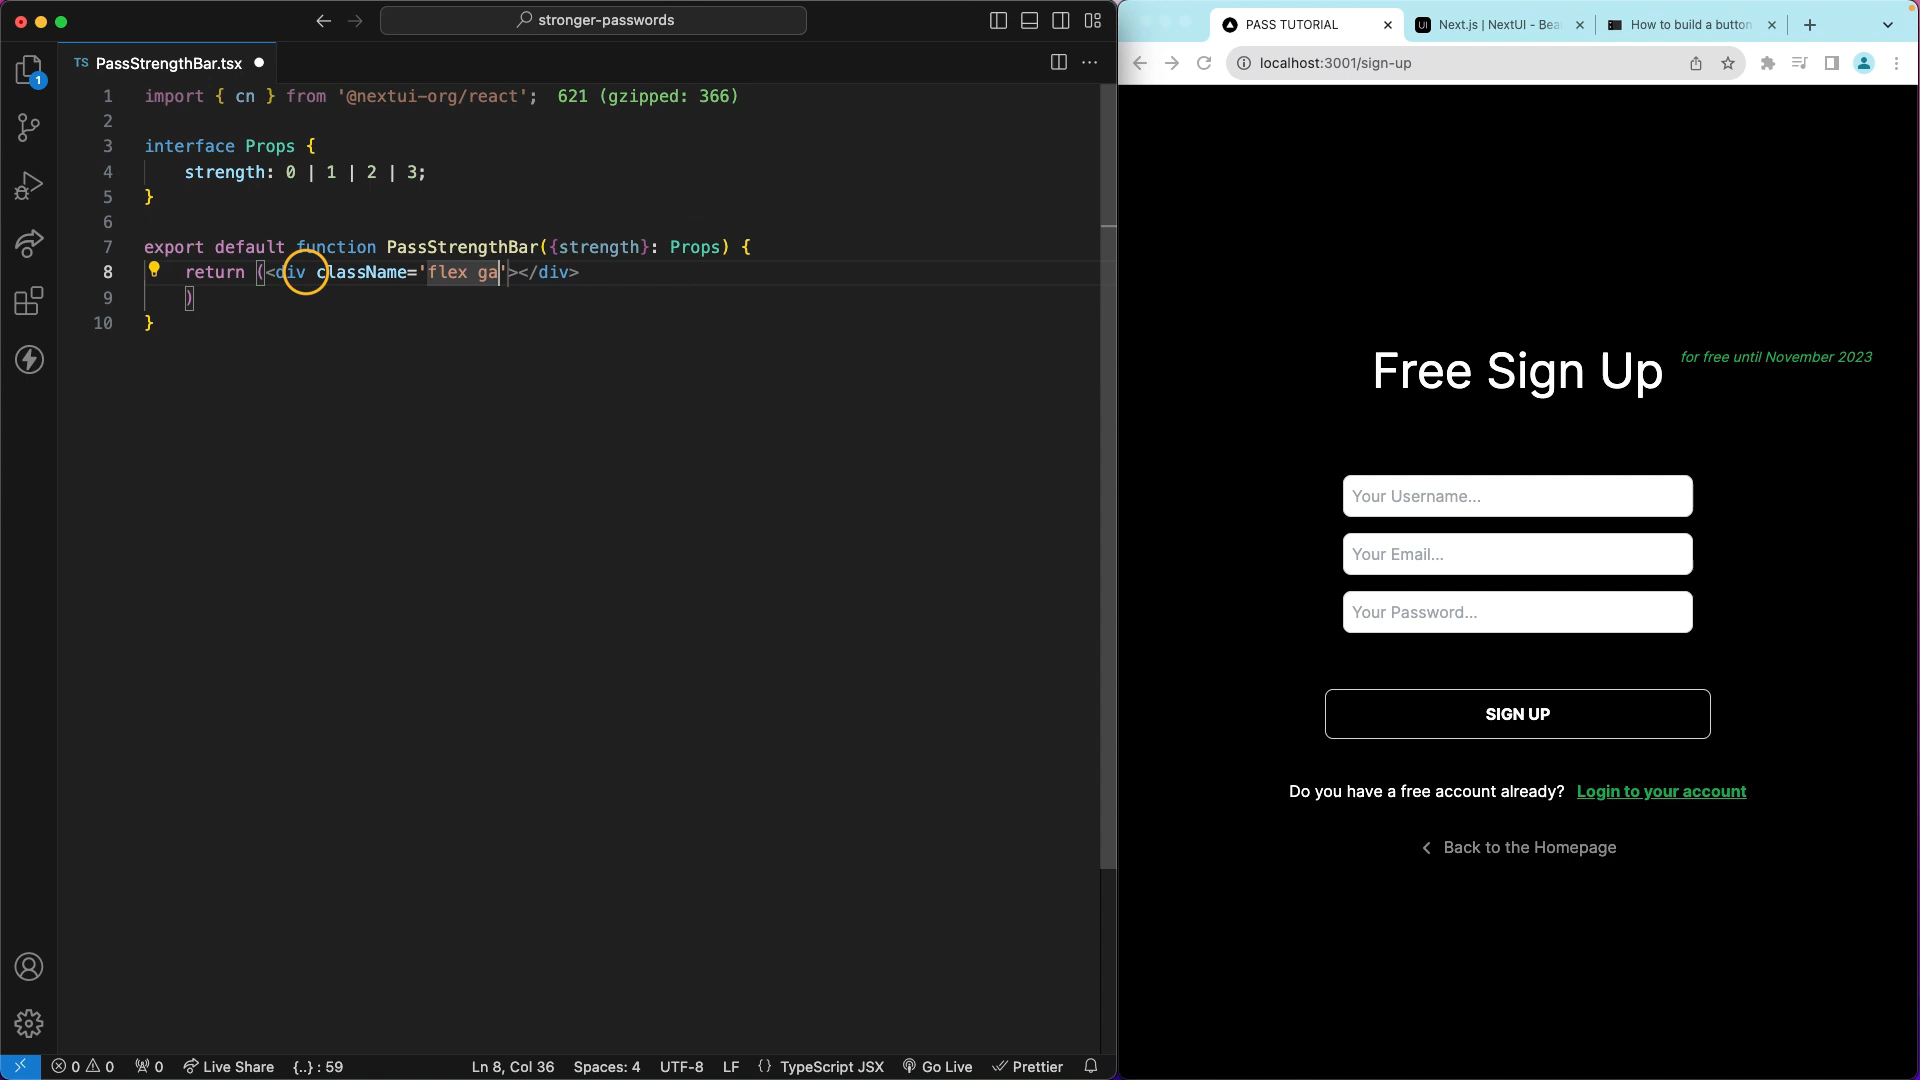 stronger-passwords
TS PassStrengthBar.tsx
1 import { cn } from '@nextui-org/react'; 621 (gzipped: 366)
2
3 interface Props {
4 strength: 0 | 1 | 2 | 3;
5 }
6
7 export default function PassStrengthBar({strength}: Props) {
8 return (<div className='flex ga'></div>
9 )
10 }
1
0 0 0 Live Share {..} : 59 Ln 8, Col 36 Spaces: 4 UTF-8 LF {} TypeScript JSX Go Live Prettier
PASS TUTORIAL
UI Next.js | NextUI - Bea
How to build a button
localhost:3001/sign-up
Free Sign Up
for free until November 2023
Your Username...
Your Email...
Your Password...
SIGN UP
Do you have a free account already? Login to your account
Back to the Homepage